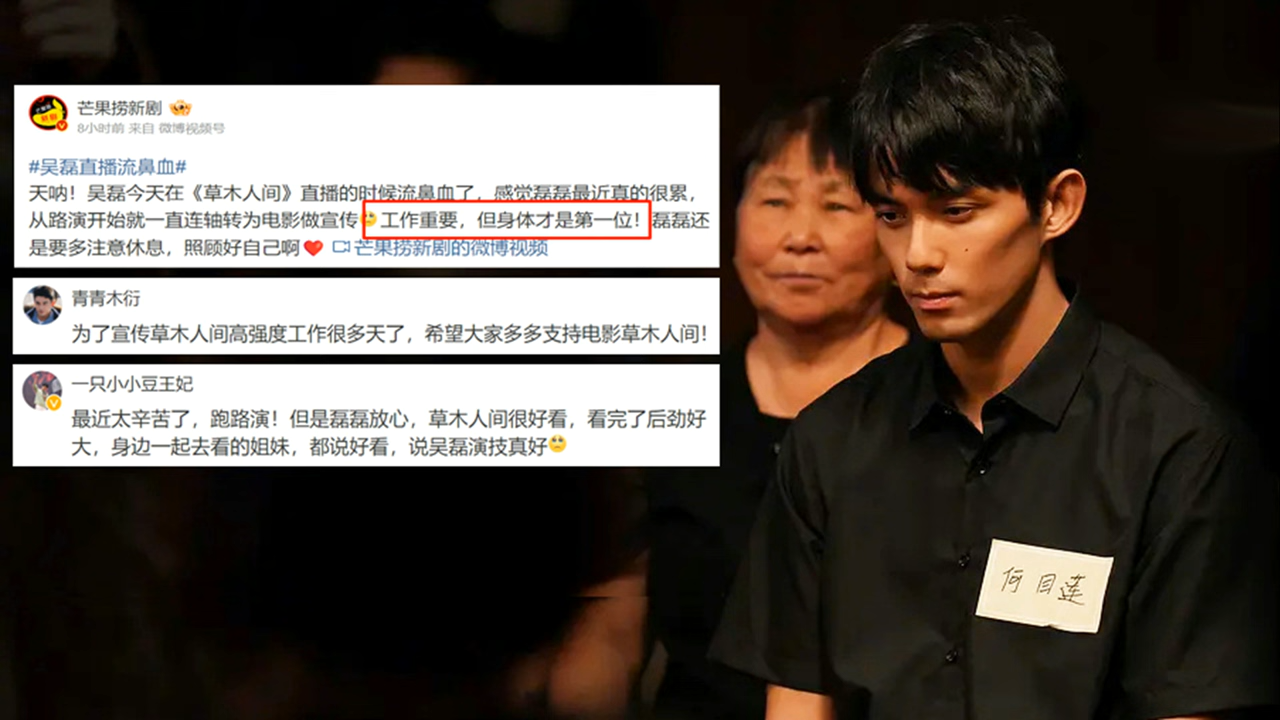 芒果捞新剧
8小时前 来自 微博视频号
#吴磊直播流鼻血#
天呐！吴磊今天在《草木人间》直播的时候流鼻血了，感觉磊磊最近真的很累，
从路演开始就一直连轴转为电影做宣传工作重要，但身体才是第一位！磊磊还
是要多注意休息，照顾好自己啊 芒果捞新剧的微博视频
青青木衍
为了宣传草木人间高强度工作很多天了，希望大家多多支持电影草木人间！
一只小小豆王妃
最近太辛苦了，跑路演！但是磊磊放心，草木人间很好看，看完了后劲好
大，身边一起去看的姐妹，都说好看，说吴磊演技真好
何目莲